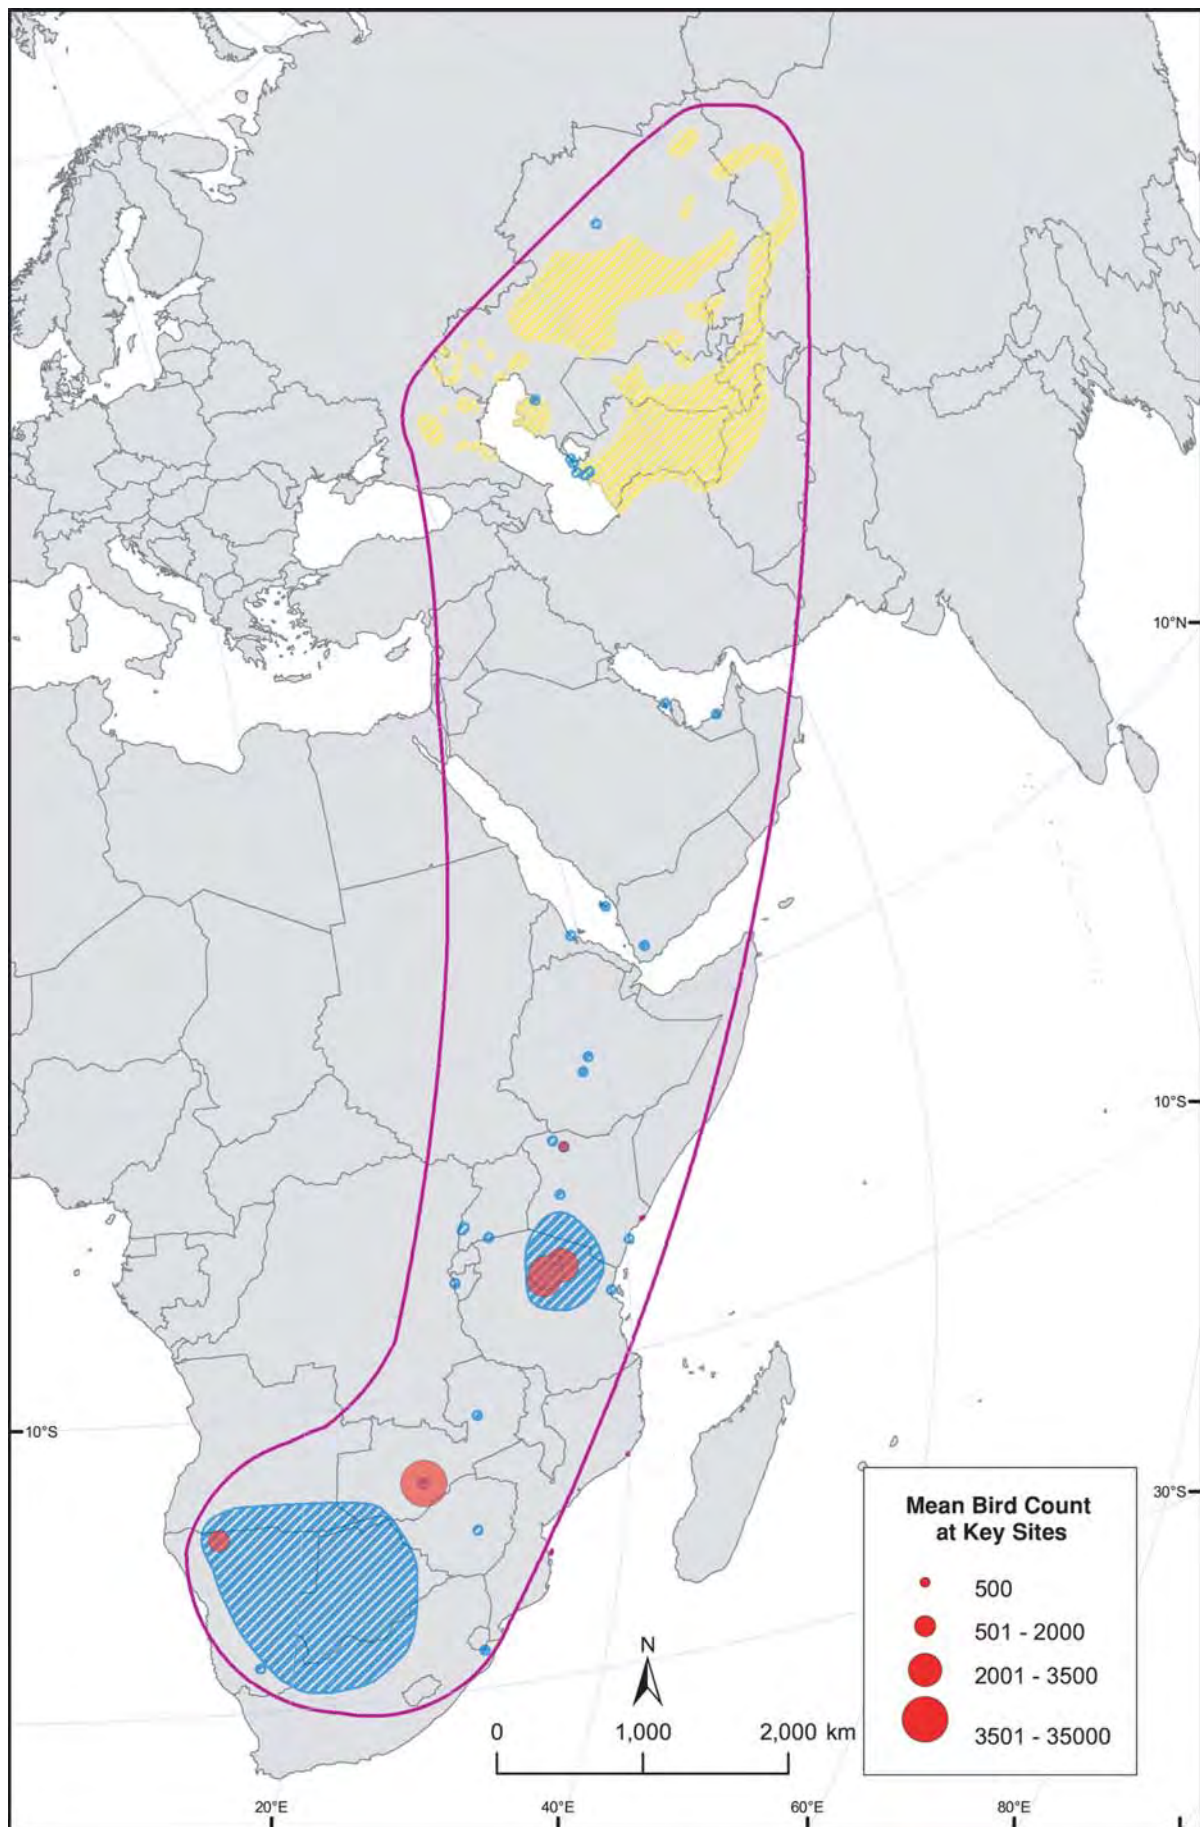 10°N
10°S
10°S
30°S
Mean Bird Count
at Key Sites
500
501 - 2000
2001 - 3500
3501 - 35000
N
0 1,000 2,000 km
20°E 40°E 60°E 80°E